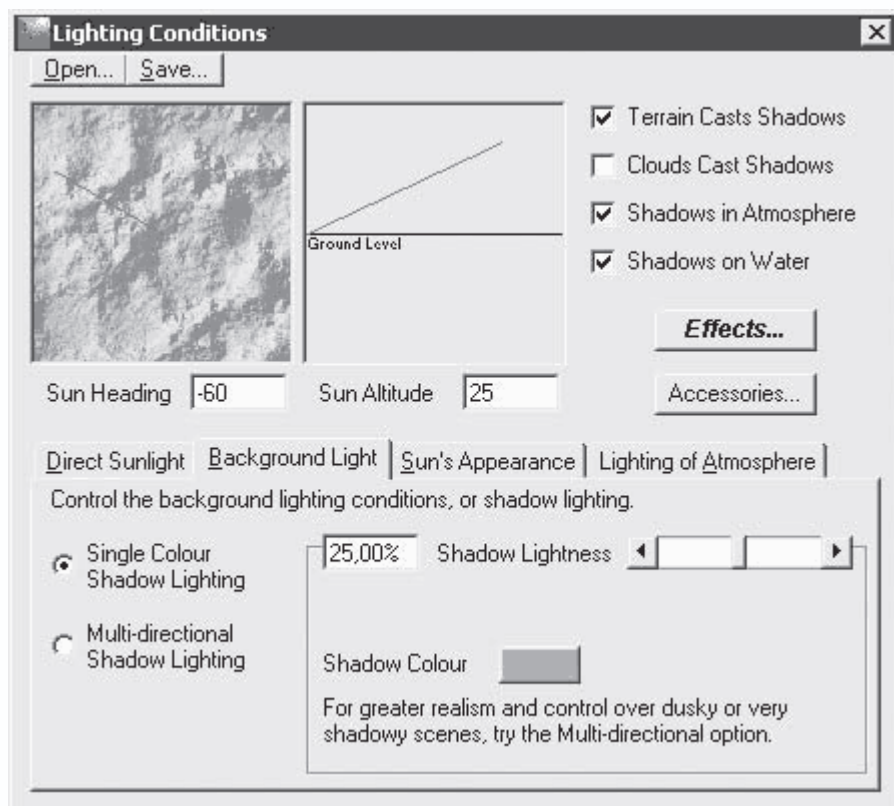 Lighting Conditions
Open... Save...
Terrain Casts Shadows
Clouds Cast Shadows
Shadows in Atmosphere
Shadows on Water
Ground Level
Effects...
Sun Heading -60 Sun Altitude 25
Accessories...
Direct Sunlight Background Light Sun's Appearance Lighting of Atmosphere
Control the background lighting conditions, or shadow lighting.
Single Colour
Shadow Lighting
25,00% Shadow Lightness
Multi-directional
Shadow Lighting
Shadow Colour
For greater realism and control over dusky or very
shadowy scenes, try the Multi-directional option.